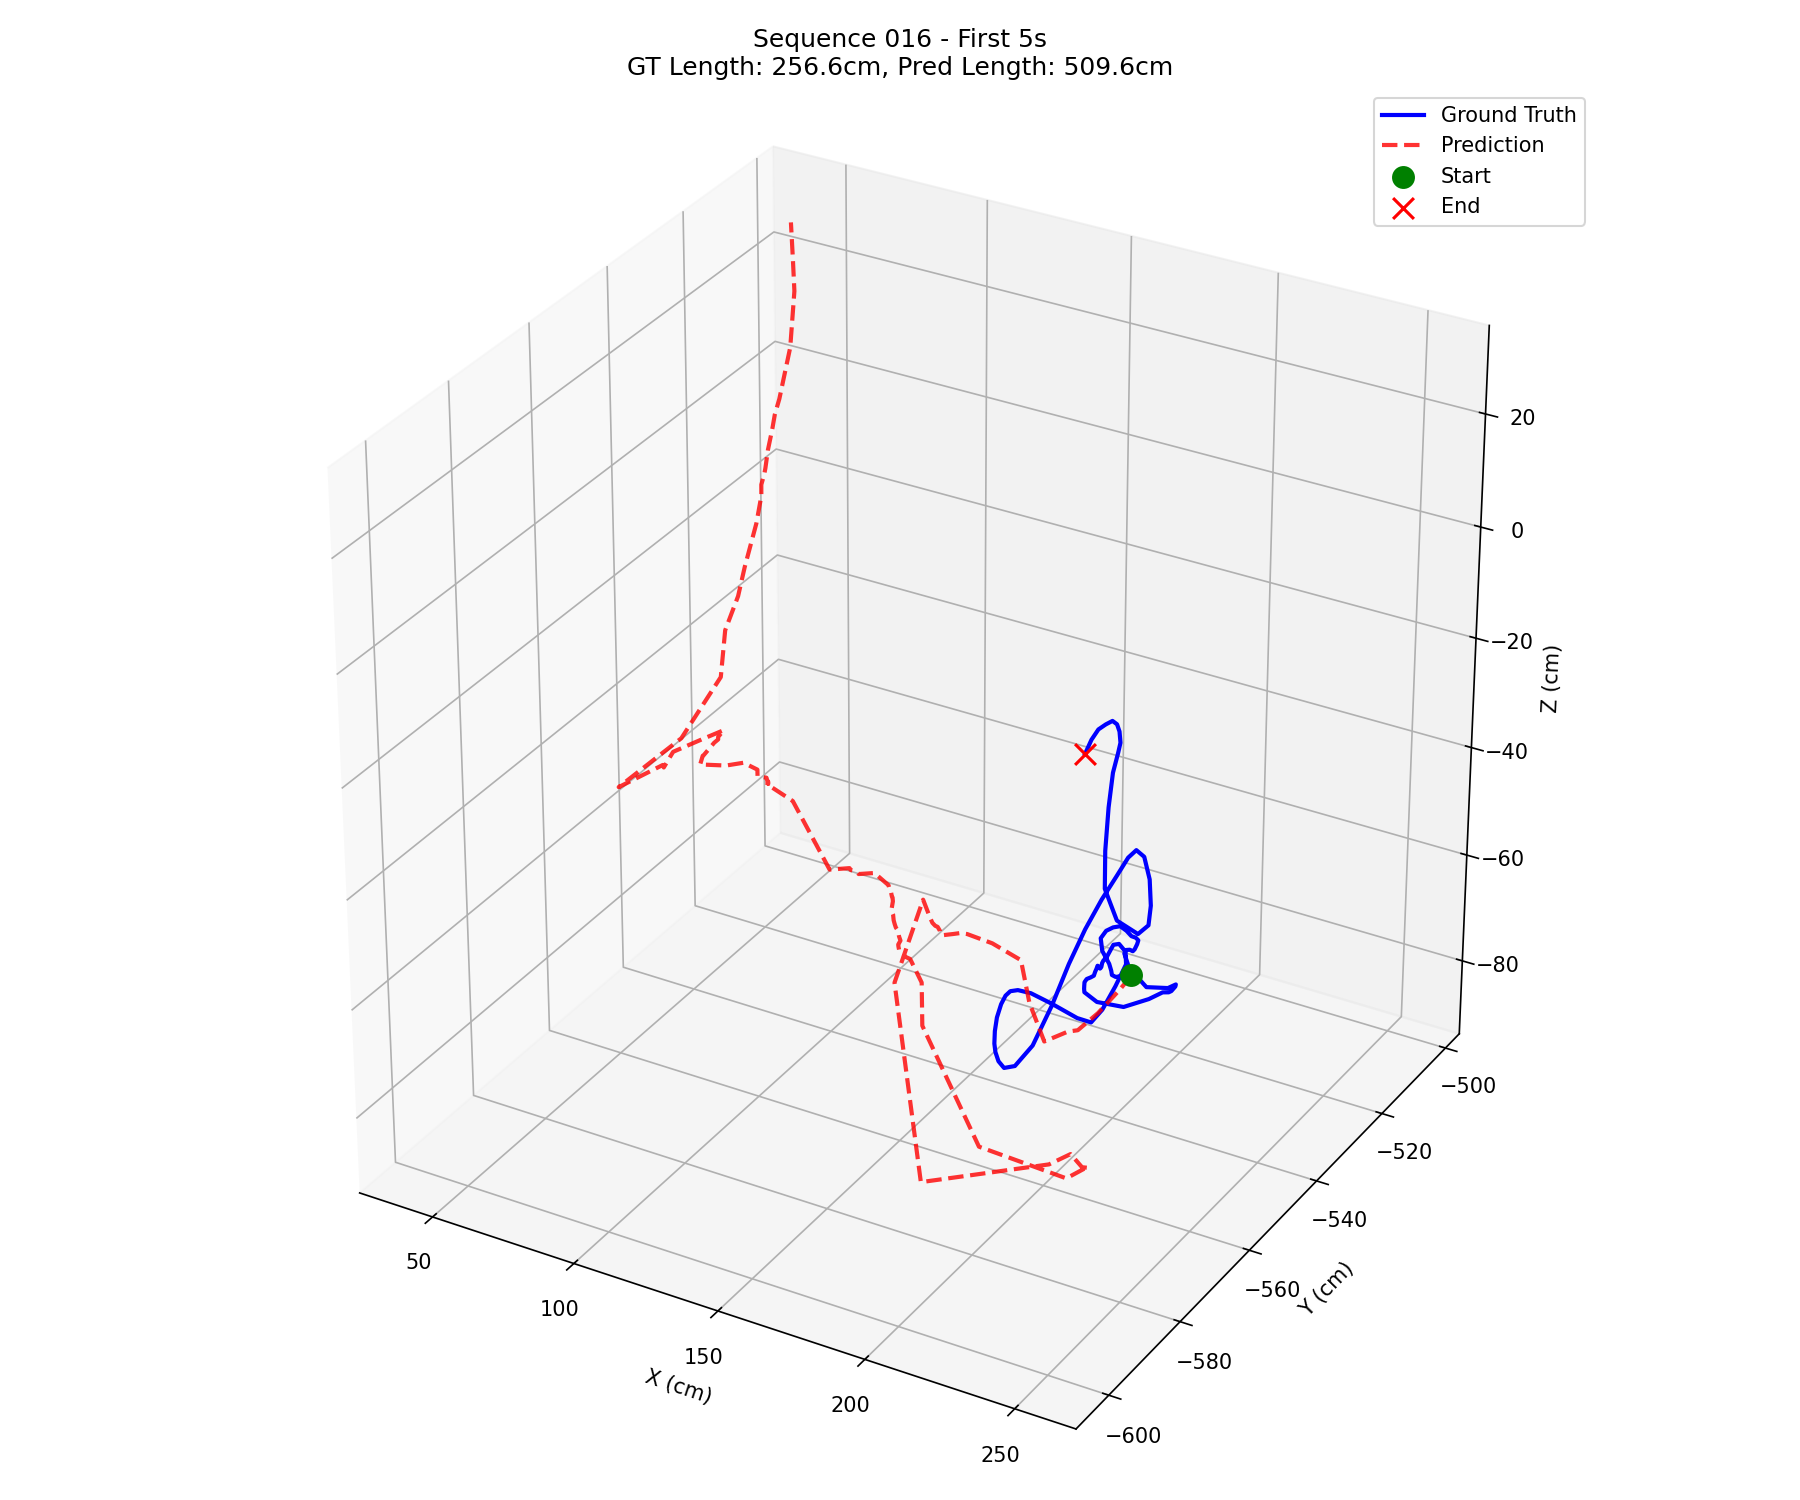 Sequence 016 - First 5s
GT Length: 256.6cm, Pred Length: 509.6cm
Ground Truth
Prediction
Start
End
20
0
−20
−40
−60
−80
Z (cm)
−500
−520
−540
−560
−580
−600
Y (cm)
50
100
150
200
250
X (cm)